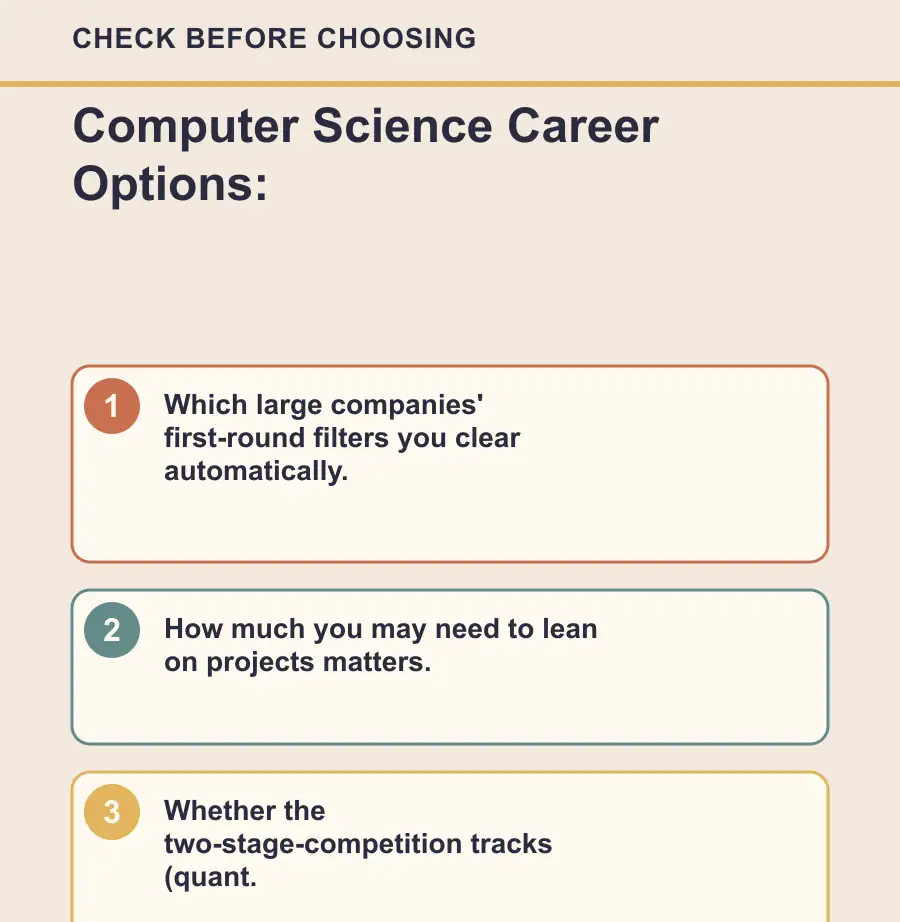 CHECK BEFORE CHOOSING
Computer Science Career
Options:
1
Which large companies'
first-round filters you clear
automatically.
2
How much you may need to lean
on projects matters.
3
Whether the
two-stage-competition tracks
(quant.